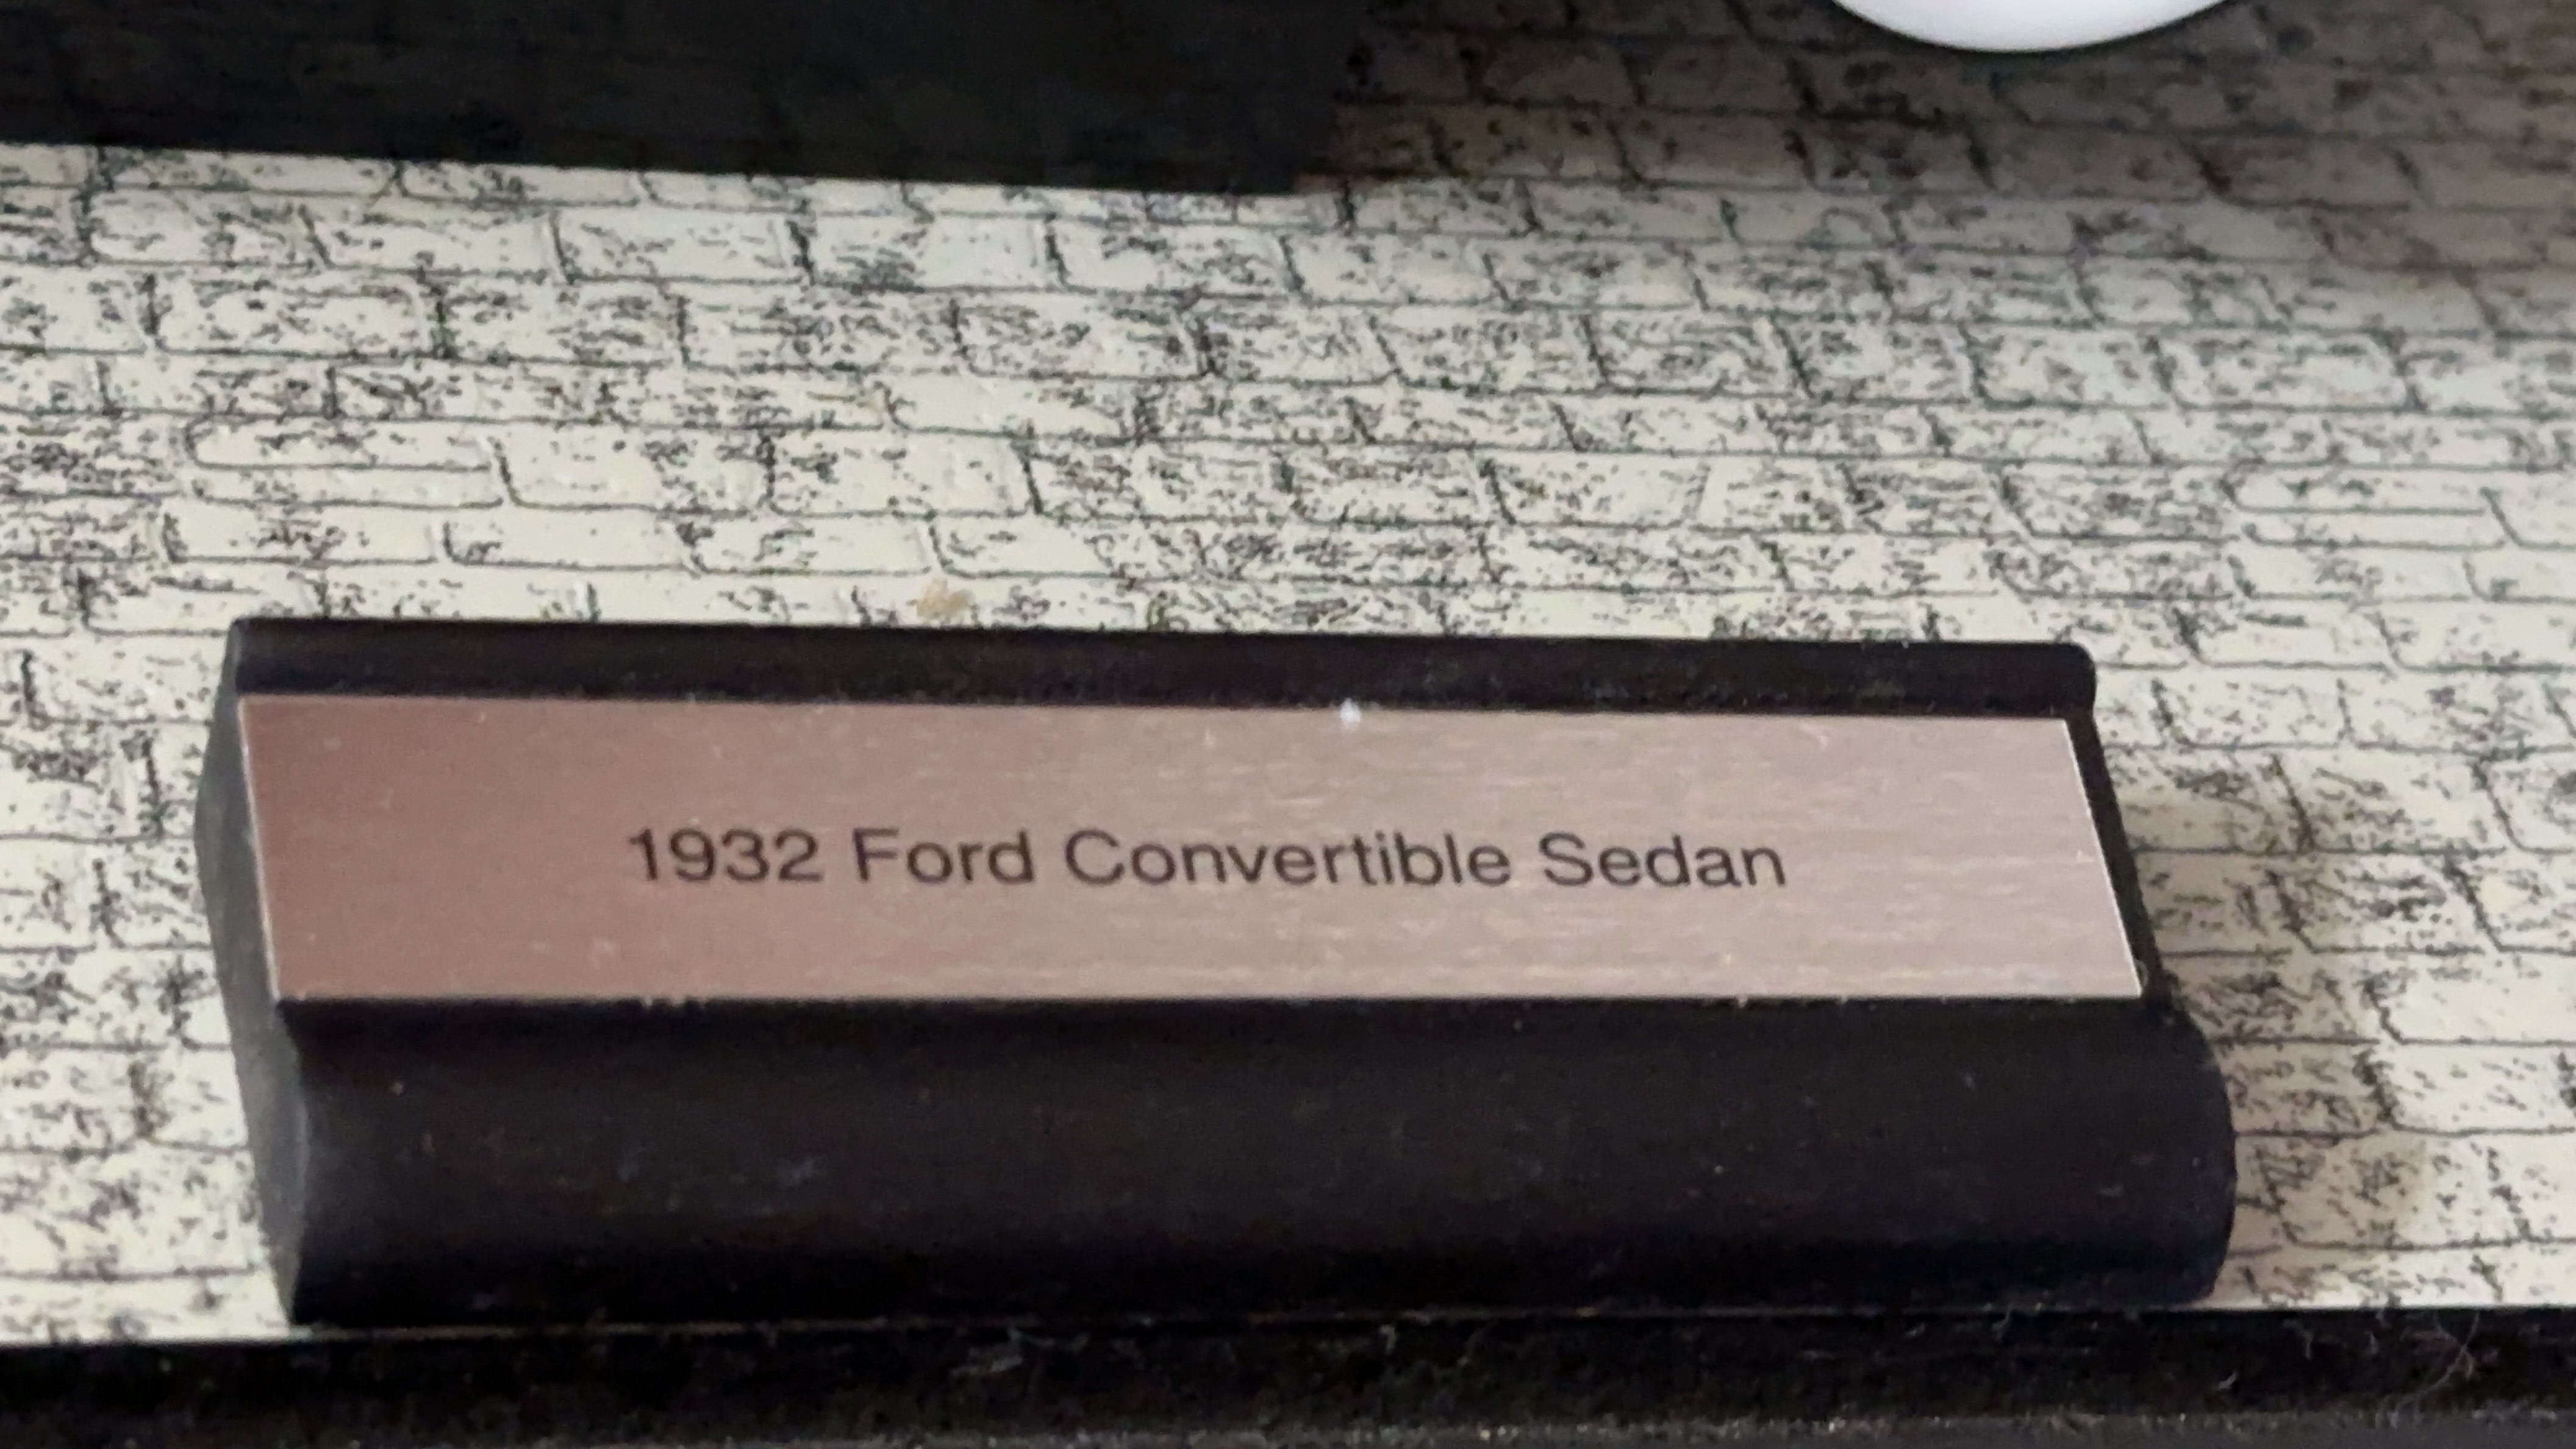 1932 Ford Convertible Sedan